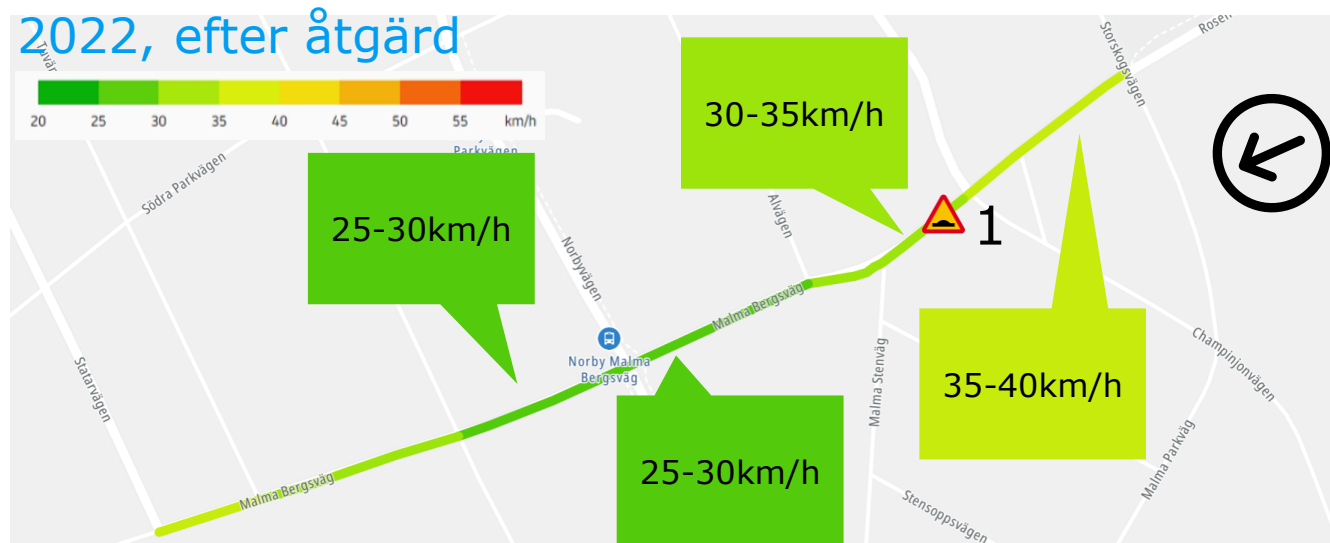 2022, efter åtgärd
20 25 30 35 40 45 50 55 km/h
Parkvägen
Södra Parkvägen
25-30km/h
30-35km/h
Storskogsvägen
Alvägen
1
Norbyvägen
Malma Bergsväg
Norby Malma
Bergsväg
Statarvägen
Malma Stenväg
35-40km/h
Champinjonvägen
Malma Parkväg
25-30km/h
Malma Bergsväg
Stensoppsvägen